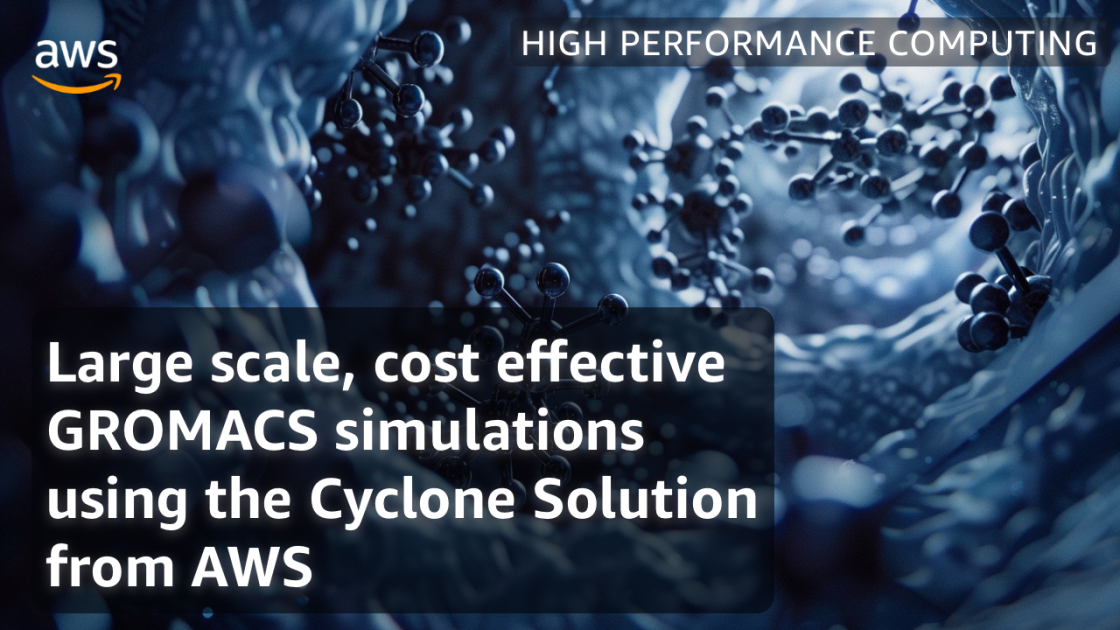 aws
HIGH PERFORMANCE COMPUTING
Large scale, cost effective
GROMACS simulations
using the Cyclone Solution
from AWS